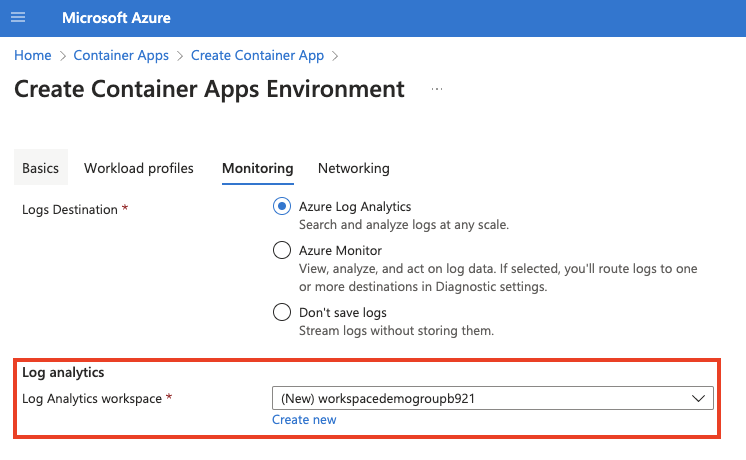 Microsoft Azure
Home > Container Apps > Create Container App >
Create Container Apps Environment ...
Basics Workload profiles Monitoring Networking
Logs Destination *
Azure Log Analytics
Search and analyze logs at any scale.
Azure Monitor
View, analyze, and act on log data. If selected, you'll route logs to one
or more destinations in Diagnostic settings.
Don't save logs
Stream logs without storing them.
Log analytics
Log Analytics workspace *
(New) workspacedemogroupb921
Create new